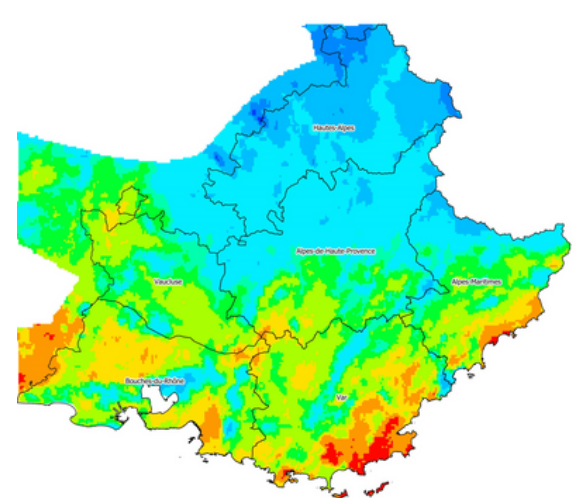 Hautes-Alpes
Alpes-de-Haute-Provence
Vaucluse
Alpes Maritimes
Bouches-du-Rhône
Var